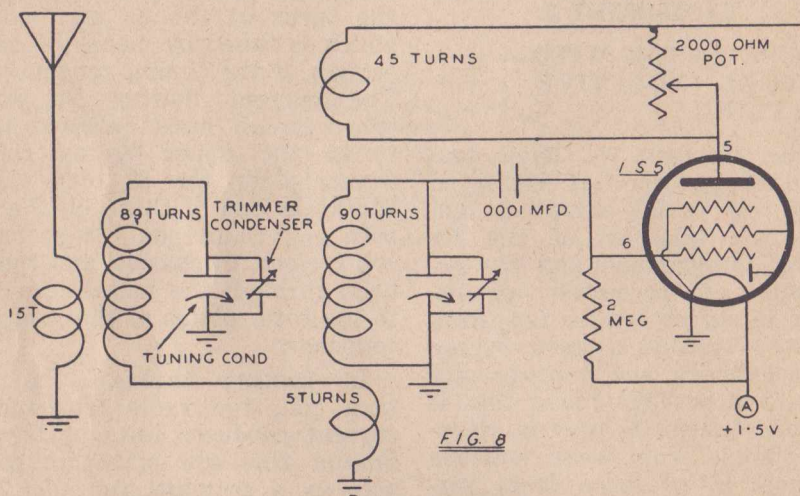 45 TURNS
2000 OHM
POT.
5
1S5
89 TURNS
TRIMMER
CONDENSER
90 TURNS
0001 MFD
6
15T
TUNING COND
2
MEG
5 TURNS
FIG. 8
A
+1·5V